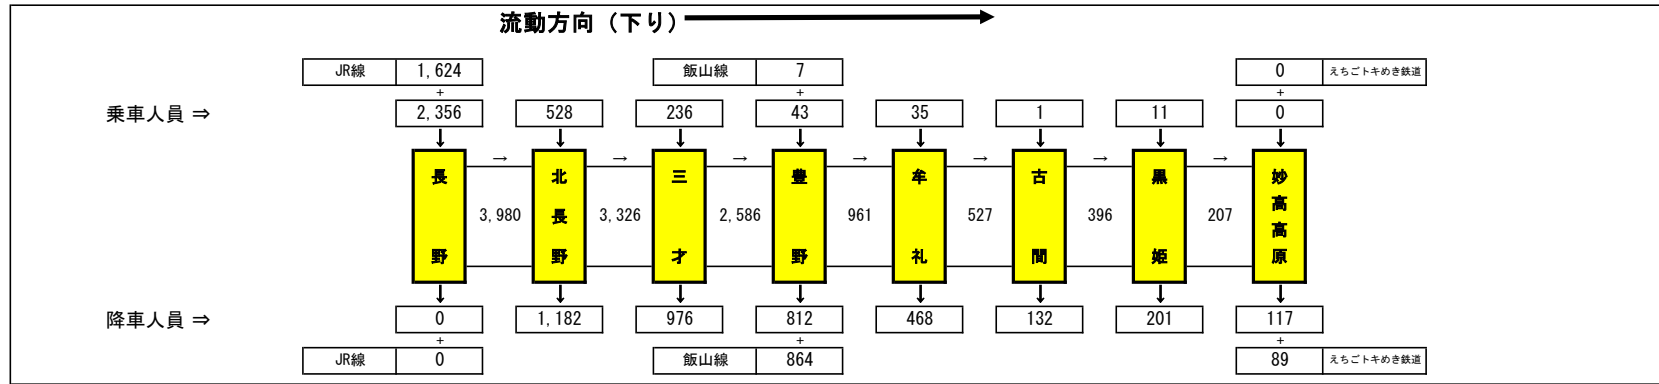 流動方向（下り）
JR線 1,624 飯山線 7 0 えちごトキめき鉄道
+ + +
乗車人員 ⇒ 2,356 528 236 43 35 1 11 0
→ → → → → → →
長野 3,980 北長野 3,326 三才 2,586 豊野 961 牟礼 527 古間 396 黒姫 207 妙高高原
降車人員 ⇒ 0 1,182 976 812 468 132 201 117
+ + +
JR線 0 飯山線 864 89 えちごトキめき鉄道